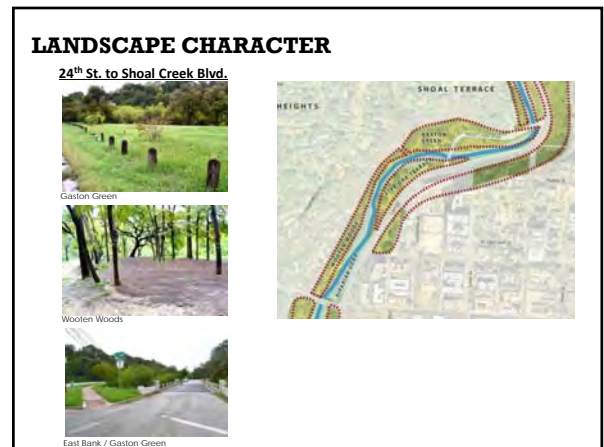 LANDSCAPE CHARACTER
24th St. to Shoal Creek Blvd.
Gaston Green
Wooten Woods
East Bank / Gaston Green
SHOAL TERRACE
HEIGHTS
GASTON
GREEN